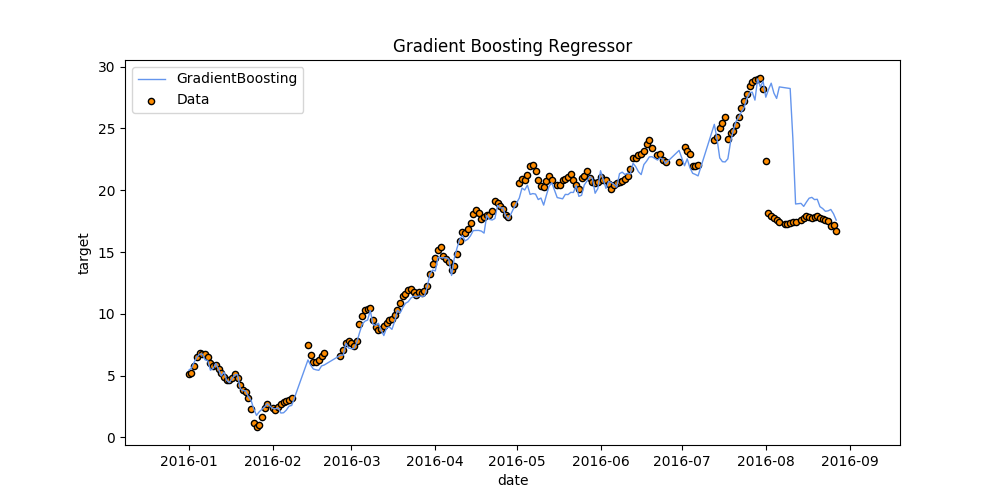 Gradient Boosting Regressor
GradientBoosting
Data
target
30
25
20
15
10
5
0
2016-01 2016-02 2016-03 2016-04 2016-05 2016-06 2016-07 2016-08 2016-09
date